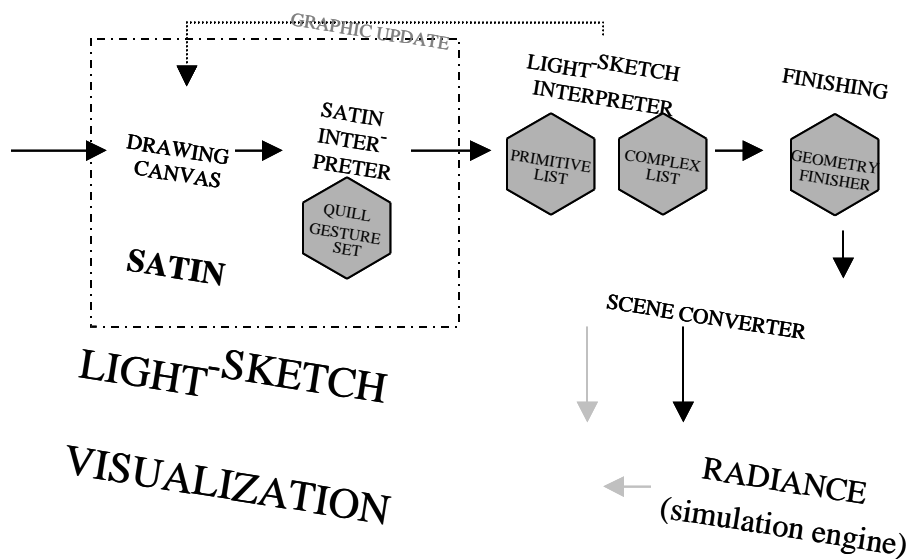 GRAPHIC UPDATE
LIGHT-SKETCH
INTERPRETER
FINISHING
SATIN
INTER-
PRETER
DRAWING
CANVAS
PRIMITIVE
LIST
COMPLEX
LIST
GEOMETRY
FINISHER
QUILL
GESTURE
SET
SATIN
SCENE CONVERTER
LIGHT-SKETCH
VISUALIZATION
RADIANCE
(simulation engine)